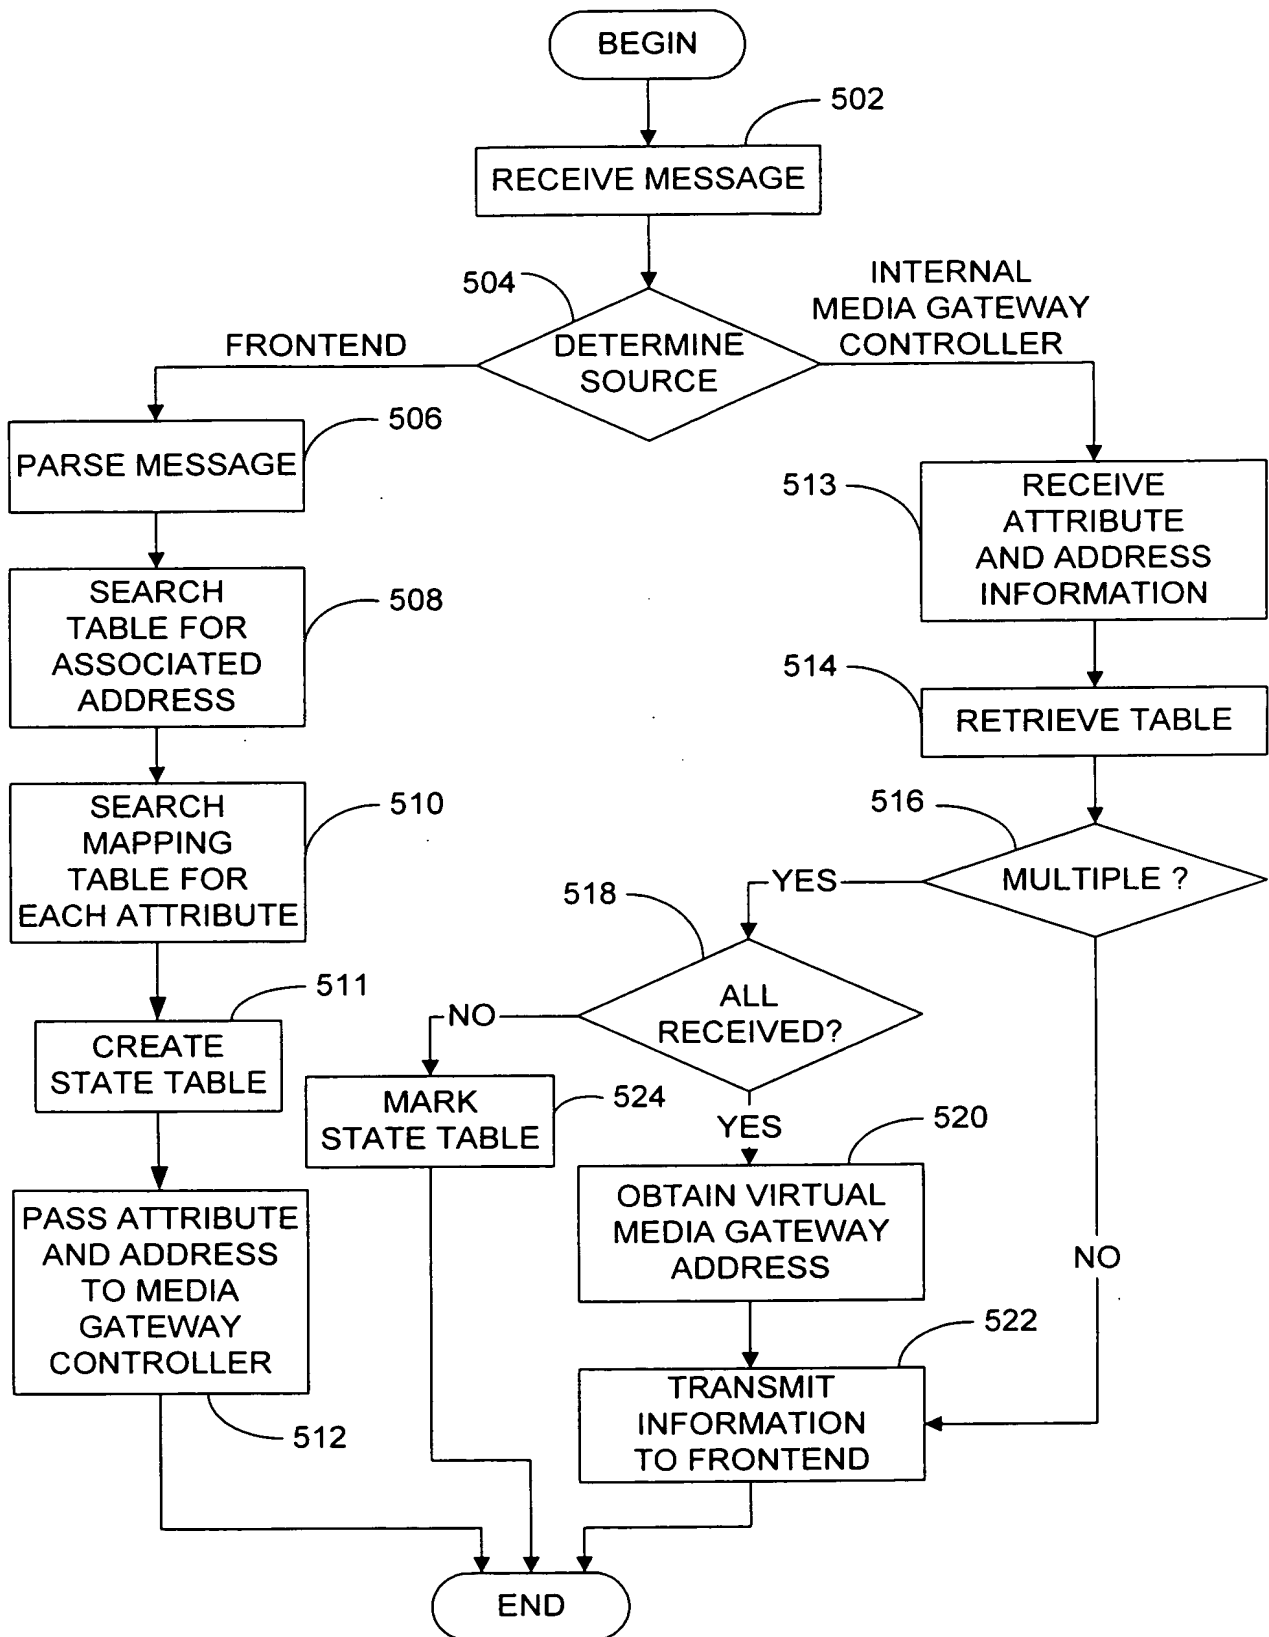 BEGIN
502
RECEIVE MESSAGE
504
DETERMINE
SOURCE
FRONTEND
INTERNAL
MEDIA GATEWAY
CONTROLLER
506
PARSE MESSAGE
508
SEARCH
TABLE FOR
ASSOCIATED
ADDRESS
510
SEARCH
MAPPING
TABLE FOR
EACH ATTRIBUTE
511
CREATE
STATE TABLE
PASS ATTRIBUTE
AND ADDRESS
TO MEDIA
GATEWAY
CONTROLLER
512
513
RECEIVE
ATTRIBUTE
AND ADDRESS
INFORMATION
514
RETRIEVE TABLE
516
MULTIPLE ?
YES
518
ALL
RECEIVED?
NO
MARK
STATE TABLE
524
YES
520
OBTAIN VIRTUAL
MEDIA GATEWAY
ADDRESS
NO
522
TRANSMIT
INFORMATION
TO FRONTEND
END